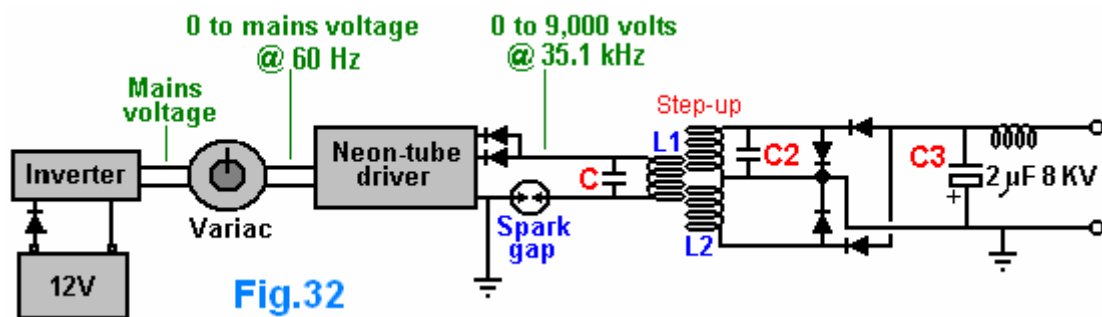 0 to mains voltage
@ 60 Hz
0 to 9,000 volts
@ 35.1 kHz
Mains
voltage
Step-up
Inverter
Variac
Neon-tube
driver
C
Spark
gap
L1
L2
C2
C3
+
2 µF 8 KV
12V
Fig.32